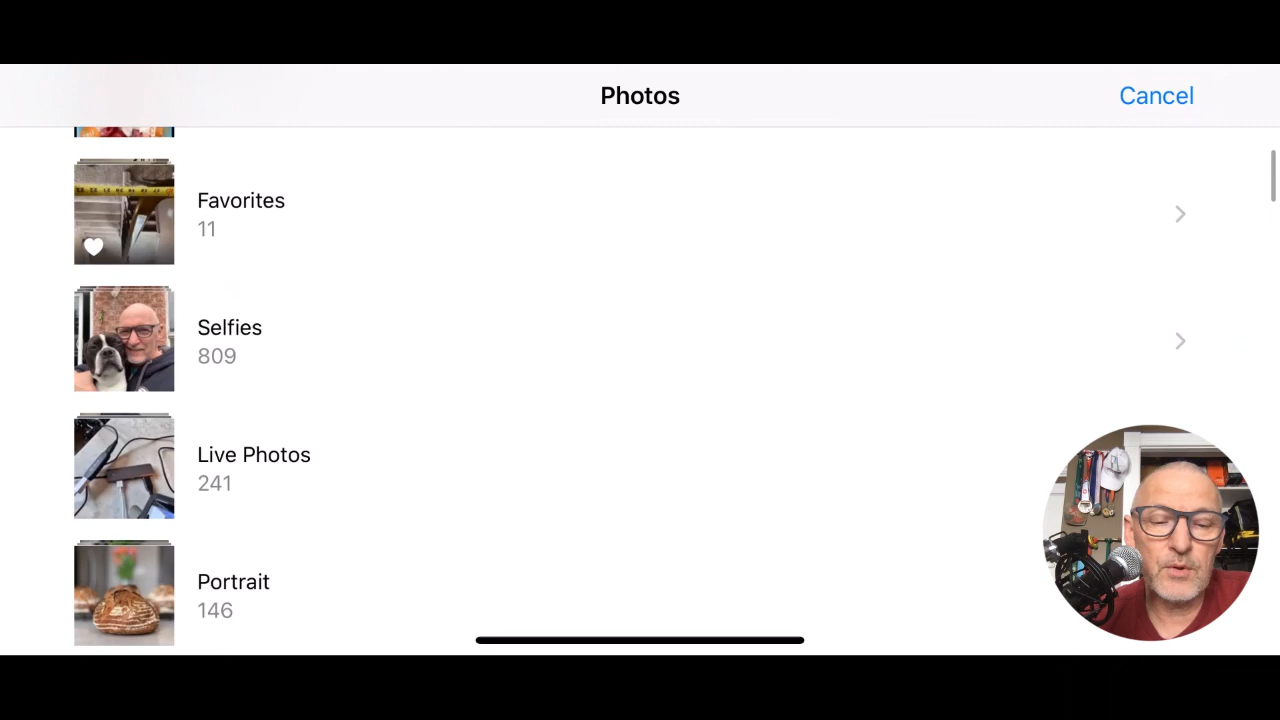 Photos
Cancel
Favorites
11
Selfies
809
Live Photos
241
Portrait
146